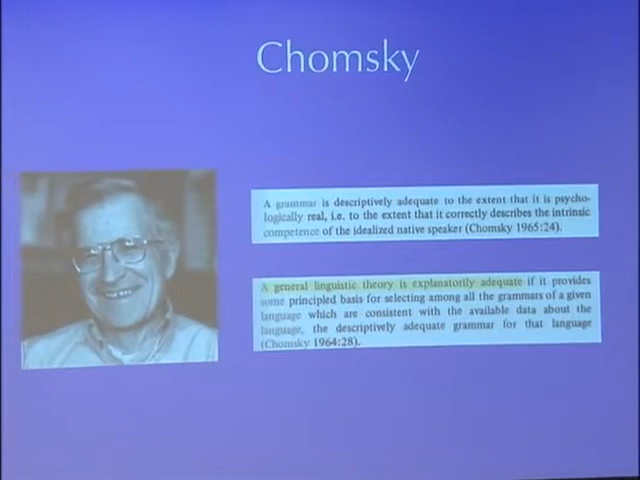 Chomsky
A grammar is descriptively adequate to the extent that it is psycho-
logically real, i.e. to the extent that it correctly describes the intrinsic
competence of the idealized native speaker (Chomsky 1965:24).
A general linguistic theory is explanatorily adequate if it provides
some principled basis for selecting among all the grammars of a given
language which are consistent with the available data about the
language, the descriptively adequate grammar for that language
(Chomsky 1964:28).